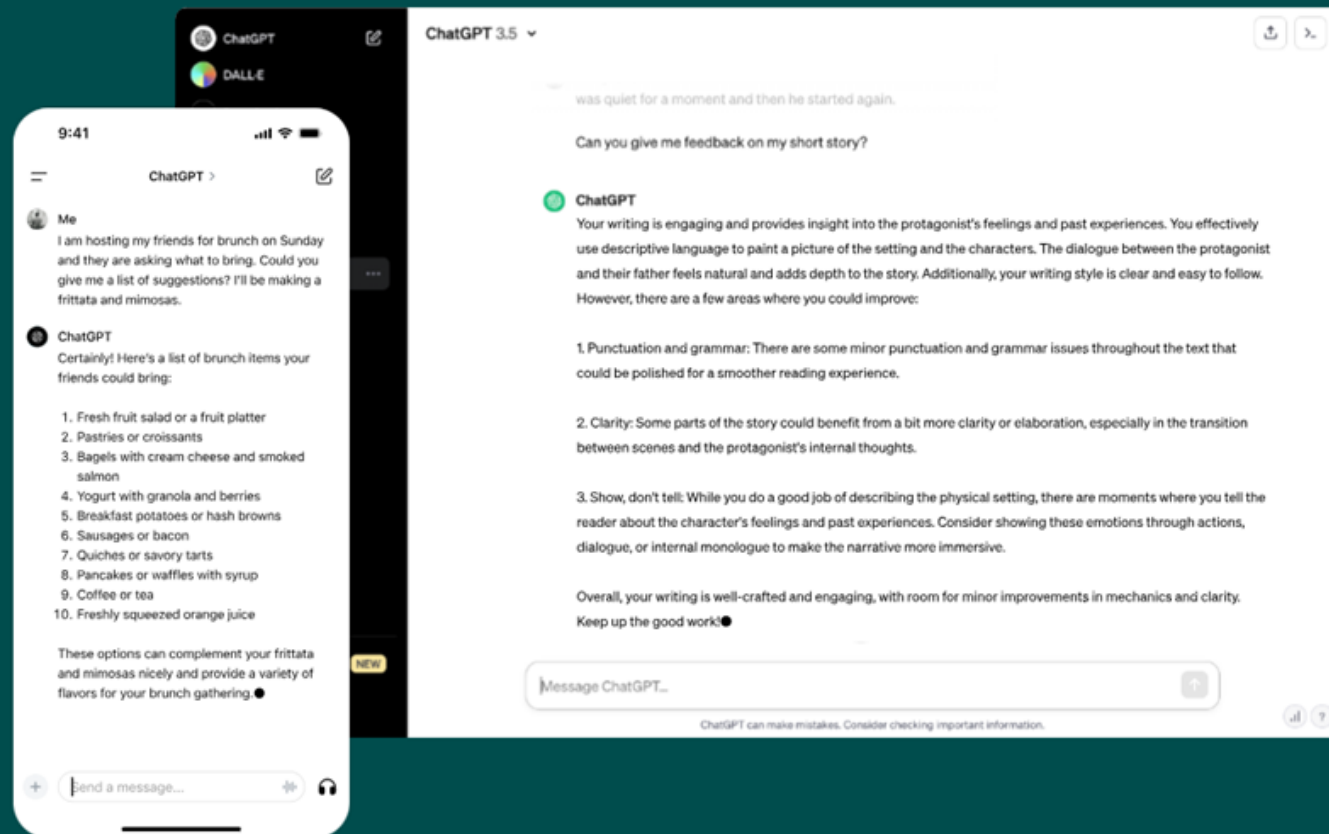 ChatGPT
DALL·E
NEW
ChatGPT 3.5
was quiet for a moment and then he started again.
Can you give me feedback on my short story?
ChatGPT
Your writing is engaging and provides insight into the protagonist's feelings and past experiences. You effectively
use descriptive language to paint a picture of the setting and the characters. The dialogue between the protagonist
and their father feels natural and adds depth to the story. Additionally, your writing style is clear and easy to follow.
However, there are a few areas where you could improve:
1. Punctuation and grammar: There are some minor punctuation and grammar issues throughout the text that
could be polished for a smoother reading experience.
2. Clarity: Some parts of the story could benefit from a bit more clarity or elaboration, especially in the transition
between scenes and the protagonist's internal thoughts.
3. Show, don't tell: While you do a good job of describing the physical setting, there are moments where you tell the
reader about the character's feelings and past experiences. Consider showing these emotions through actions,
dialogue, or internal monologue to make the narrative more immersive.
Overall, your writing is well-crafted and engaging, with room for minor improvements in mechanics and clarity.
Keep up the good work!
Message ChatGPT...
ChatGPT can make mistakes. Consider checking important information.
?
9:41
ChatGPT >
Me
I am hosting my friends for brunch on Sunday
and they are asking what to bring. Could you
give me a list of suggestions? I'll be making a
frittata and mimosas.
ChatGPT
Certainly! Here's a list of brunch items your
friends could bring:
1. Fresh fruit salad or a fruit platter
2. Pastries or croissants
3. Bagels with cream cheese and smoked
salmon
4. Yogurt with granola and berries
5. Breakfast potatoes or hash browns
6. Sausages or bacon
7. Quiches or savory tarts
8. Pancakes or waffles with syrup
9. Coffee or tea
10. Freshly squeezed orange juice
These options can complement your frittata
and mimosas nicely and provide a variety of
flavors for your brunch gathering.
Send a message...